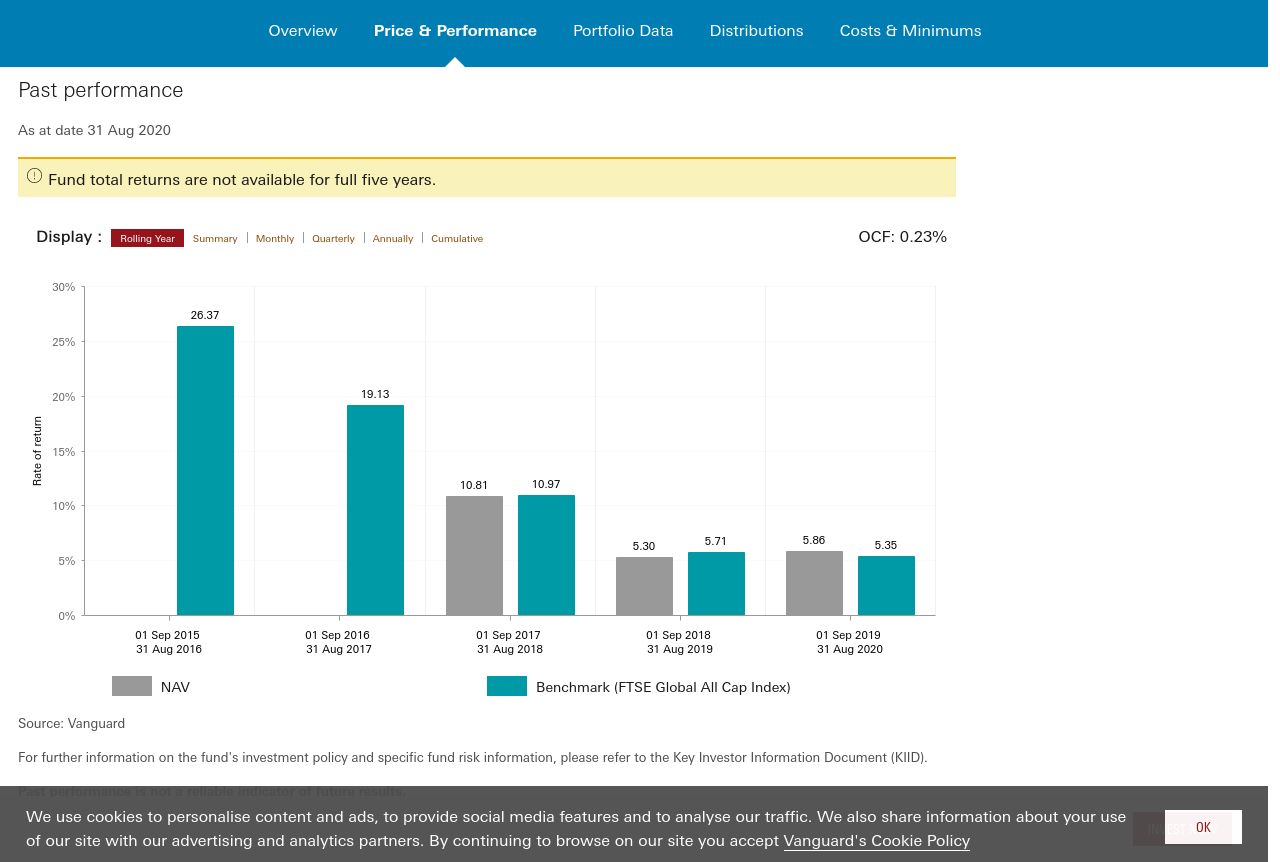 Overview Price & Performance Portfolio Data Distributions Costs & Minimums
Past performance
As at date 31 Aug 2020
Fund total returns are not available for full five years.
Display : Rolling Year Summary Monthly Quarterly Annually Cumulative OCF: 0.23%
30%
25%
20%
15%
10%
5%
0%
Rate of return
26.37
19.13
10.81 10.97
5.30 5.71
5.86 5.35
01 Sep 2015
31 Aug 2016
01 Sep 2016
31 Aug 2017
01 Sep 2017
31 Aug 2018
01 Sep 2018
31 Aug 2019
01 Sep 2019
31 Aug 2020
NAV Benchmark (FTSE Global All Cap Index)
Source: Vanguard
For further information on the fund's investment policy and specific fund risk information, please refer to the Key Investor Information Document (KIID).
Past performance is not a reliable indicator of future results.
We use cookies to personalise content and ads, to provide social media features and to analyse our traffic. We also share information about your use
of our site with our advertising and analytics partners. By continuing to browse on our site you accept Vanguard's Cookie Policy
OK